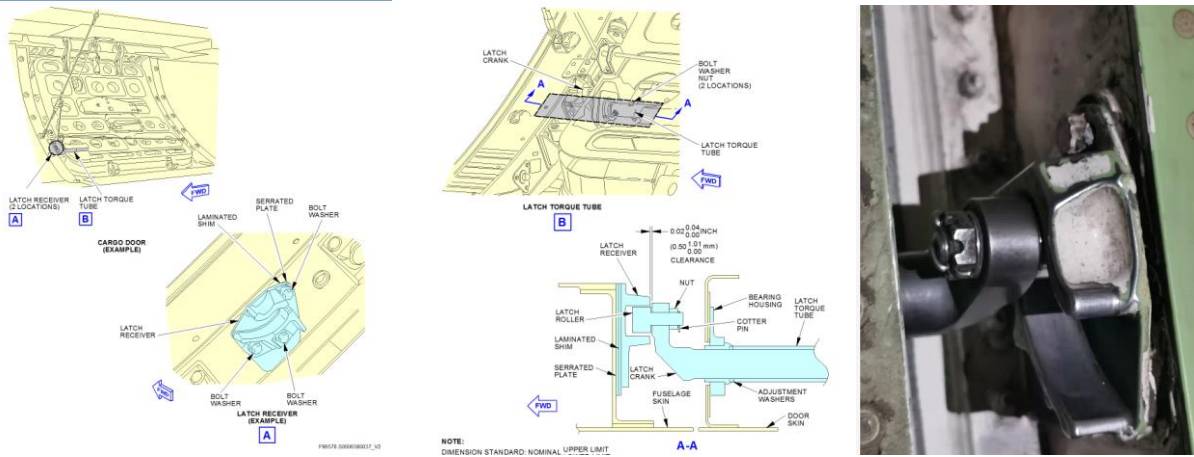 FWD
LATCH RECEIVER
(2 LOCATIONS)
A
LATCH TORQUE
TUBE
B
CARGO DOOR
(EXAMPLE)
LAMINATED
SHIM
SERRATED
PLATE
BOLT
WASHER
LATCH
RECEIVER
FWD
BOLT
WASHER
BOLT
WASHER
LATCH RECEIVER
(EXAMPLE)
A
LATCH
CRANK
A
BOLT
WASHER
NUT
(2 LOCATIONS)
A
LATCH TORQUE
TUBE
FWD
LATCH TORQUE TUBE
B
0.02 0.04 INCH
0.00
(0.50 1.01 mm)
0.00
CLEARANCE
LATCH
RECEIVER
NUT
BEARING
HOUSING
LATCH
TORQUE
TUBE
LATCH
ROLLER
COTTER
PIN
LAMINATED
SHIM
SERRATED
PLATE
LATCH
CRANK
FUSELAGE
SKIN
ADJUSTMENT
WASHERS
DOOR
SKIN
FWD
A-A
NOTE:
DIMENSION STANDARD: NOMINAL UPPER LIMIT